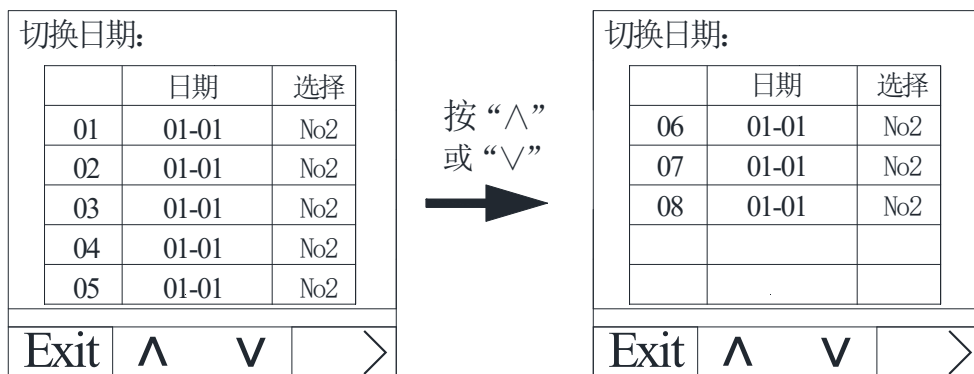 切换日期:
日期 选择
01 01-01 No2
02 01-01 No2
03 01-01 No2
04 01-01 No2
05 01-01 No2
Exit ∧ ∨ >
按“∧”
或“∨”
切换日期:
日期 选择
06 01-01 No2
07 01-01 No2
08 01-01 No2
Exit ∧ ∨ >